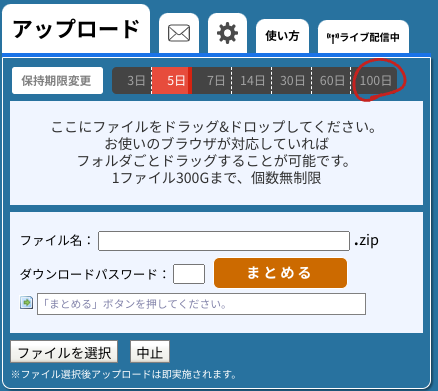 アップロード
使い方
ライブ配信中
保持期限変更
3日
5日
7日
14日
30日
60日
100日
ここにファイルをドラッグ&ドロップしてください。
お使いのブラウザが対応していれば
フォルダごとドラッグすることが可能です。
1ファイル300Gまで、個数無制限
ファイル名：
.zip
ダウンロードパスワード：
まとめる
「まとめる」ボタンを押してください。
ファイルを選択
中止
※ファイル選択後アップロードは即実施されます。